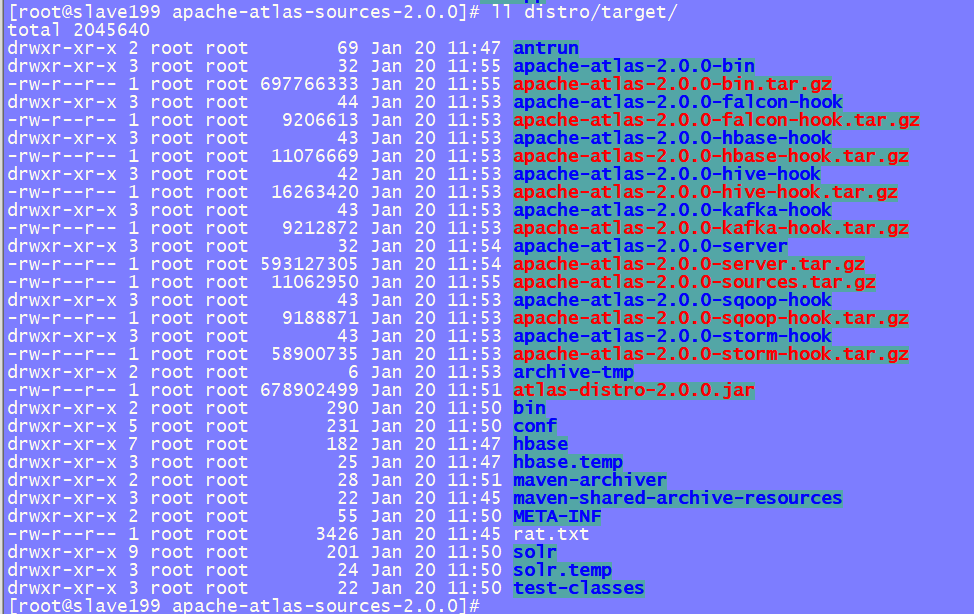 [root@slave199 apache-atlas-sources-2.0.0]# ll distro/target/
total 2045640
drwxr-xr-x 2 root root        69 Jan 20 11:47 antrun
drwxr-xr-x 3 root root        32 Jan 20 11:55 apache-atlas-2.0.0-bin
-rw-r--r-- 1 root root 697766333 Jan 20 11:55 apache-atlas-2.0.0-bin.tar.gz
drwxr-xr-x 3 root root        44 Jan 20 11:53 apache-atlas-2.0.0-falcon-hook
-rw-r--r-- 1 root root   9206613 Jan 20 11:53 apache-atlas-2.0.0-falcon-hook.tar.gz
drwxr-xr-x 3 root root        43 Jan 20 11:53 apache-atlas-2.0.0-hbase-hook
-rw-r--r-- 1 root root  11076669 Jan 20 11:53 apache-atlas-2.0.0-hbase-hook.tar.gz
drwxr-xr-x 3 root root        42 Jan 20 11:53 apache-atlas-2.0.0-hive-hook
-rw-r--r-- 1 root root  16263420 Jan 20 11:53 apache-atlas-2.0.0-hive-hook.tar.gz
drwxr-xr-x 3 root root        43 Jan 20 11:53 apache-atlas-2.0.0-kafka-hook
-rw-r--r-- 1 root root   9212872 Jan 20 11:53 apache-atlas-2.0.0-kafka-hook.tar.gz
drwxr-xr-x 3 root root        32 Jan 20 11:54 apache-atlas-2.0.0-server
-rw-r--r-- 1 root root 593127305 Jan 20 11:54 apache-atlas-2.0.0-server.tar.gz
-rw-r--r-- 1 root root  11062950 Jan 20 11:55 apache-atlas-2.0.0-sources.tar.gz
drwxr-xr-x 3 root root        43 Jan 20 11:53 apache-atlas-2.0.0-sqoop-hook
-rw-r--r-- 1 root root   9188871 Jan 20 11:53 apache-atlas-2.0.0-sqoop-hook.tar.gz
drwxr-xr-x 3 root root        43 Jan 20 11:53 apache-atlas-2.0.0-storm-hook
-rw-r--r-- 1 root root  58900735 Jan 20 11:53 apache-atlas-2.0.0-storm-hook.tar.gz
drwxr-xr-x 2 root root         6 Jan 20 11:53 archive-tmp
-rw-r--r-- 1 root root 678902499 Jan 20 11:51 atlas-distro-2.0.0.jar
drwxr-xr-x 2 root root       290 Jan 20 11:50 bin
drwxr-xr-x 5 root root       231 Jan 20 11:50 conf
drwxr-xr-x 7 root root       182 Jan 20 11:47 hbase
drwxr-xr-x 3 root root        25 Jan 20 11:47 hbase.temp
drwxr-xr-x 2 root root        28 Jan 20 11:51 maven-archiver
drwxr-xr-x 3 root root        22 Jan 20 11:45 maven-shared-archive-resources
drwxr-xr-x 2 root root        55 Jan 20 11:50 META-INF
-rw-r--r-- 1 root root      3426 Jan 20 11:45 rat.txt
drwxr-xr-x 9 root root       201 Jan 20 11:50 solr
drwxr-xr-x 3 root root        24 Jan 20 11:50 solr.temp
drwxr-xr-x 3 root root        22 Jan 20 11:50 test-classes
[root@slave199 apache-atlas-sources-2.0.0]#